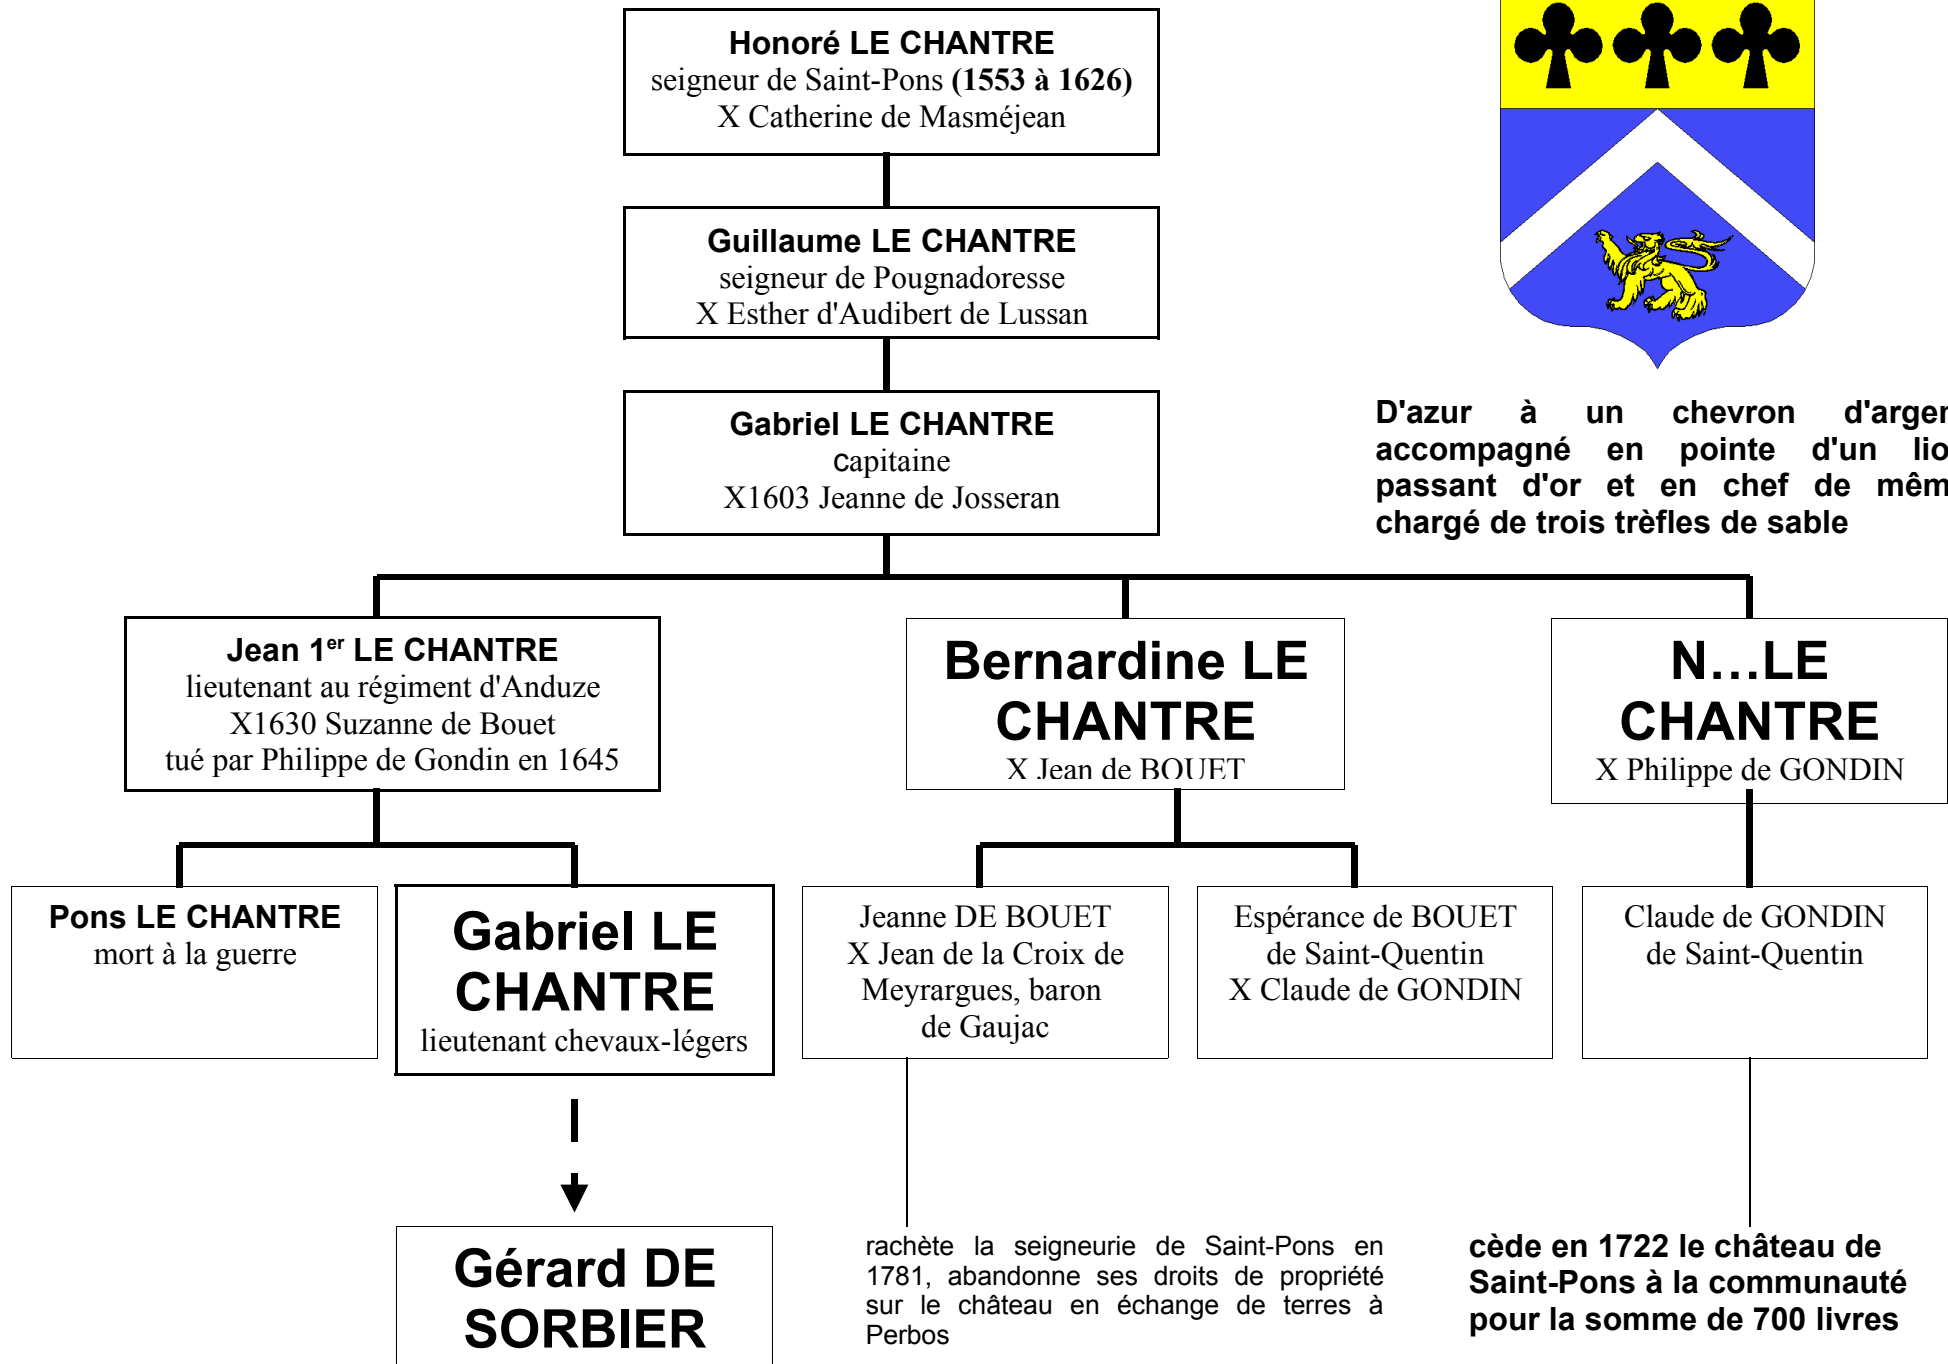 Honoré LE CHANTRE
seigneur de Saint-Pons (1553 à 1626)
X Catherine de Masméjean
Guillaume LE CHANTRE
seigneur de Pougnadoresse
X Esther d'Audibert de Lussan
Gabriel LE CHANTRE
capitaine
X1603 Jeanne de Josseran
D'azur à un chevron d'argen
accompagné en pointe d'un lio
passant d'or et en chef de mêm
chargé de trois trèfles de sable
Jean 1er LE CHANTRE
lieutenant au régiment d'Anduze
X1630 Suzanne de Bouet
tué par Philippe de Gondin en 1645
Bernardine LE
CHANTRE
X Jean de BOUET
N…LE
CHANTRE
X Philippe de GONDIN
Pons LE CHANTRE
mort à la guerre
Gabriel LE
CHANTRE
lieutenant chevaux-légers
Jeanne DE BOUET
X Jean de la Croix de
Meyrargues, baron
de Gaujac
Espérance de BOUET
de Saint-Quentin
X Claude de GONDIN
Claude de GONDIN
de Saint-Quentin
Gérard DE
SORBIER
rachète la seigneurie de Saint-Pons en
1781, abandonne ses droits de propriété
sur le château en échange de terres à
Perbos
cède en 1722 le château de
Saint-Pons à la communauté
pour la somme de 700 livres